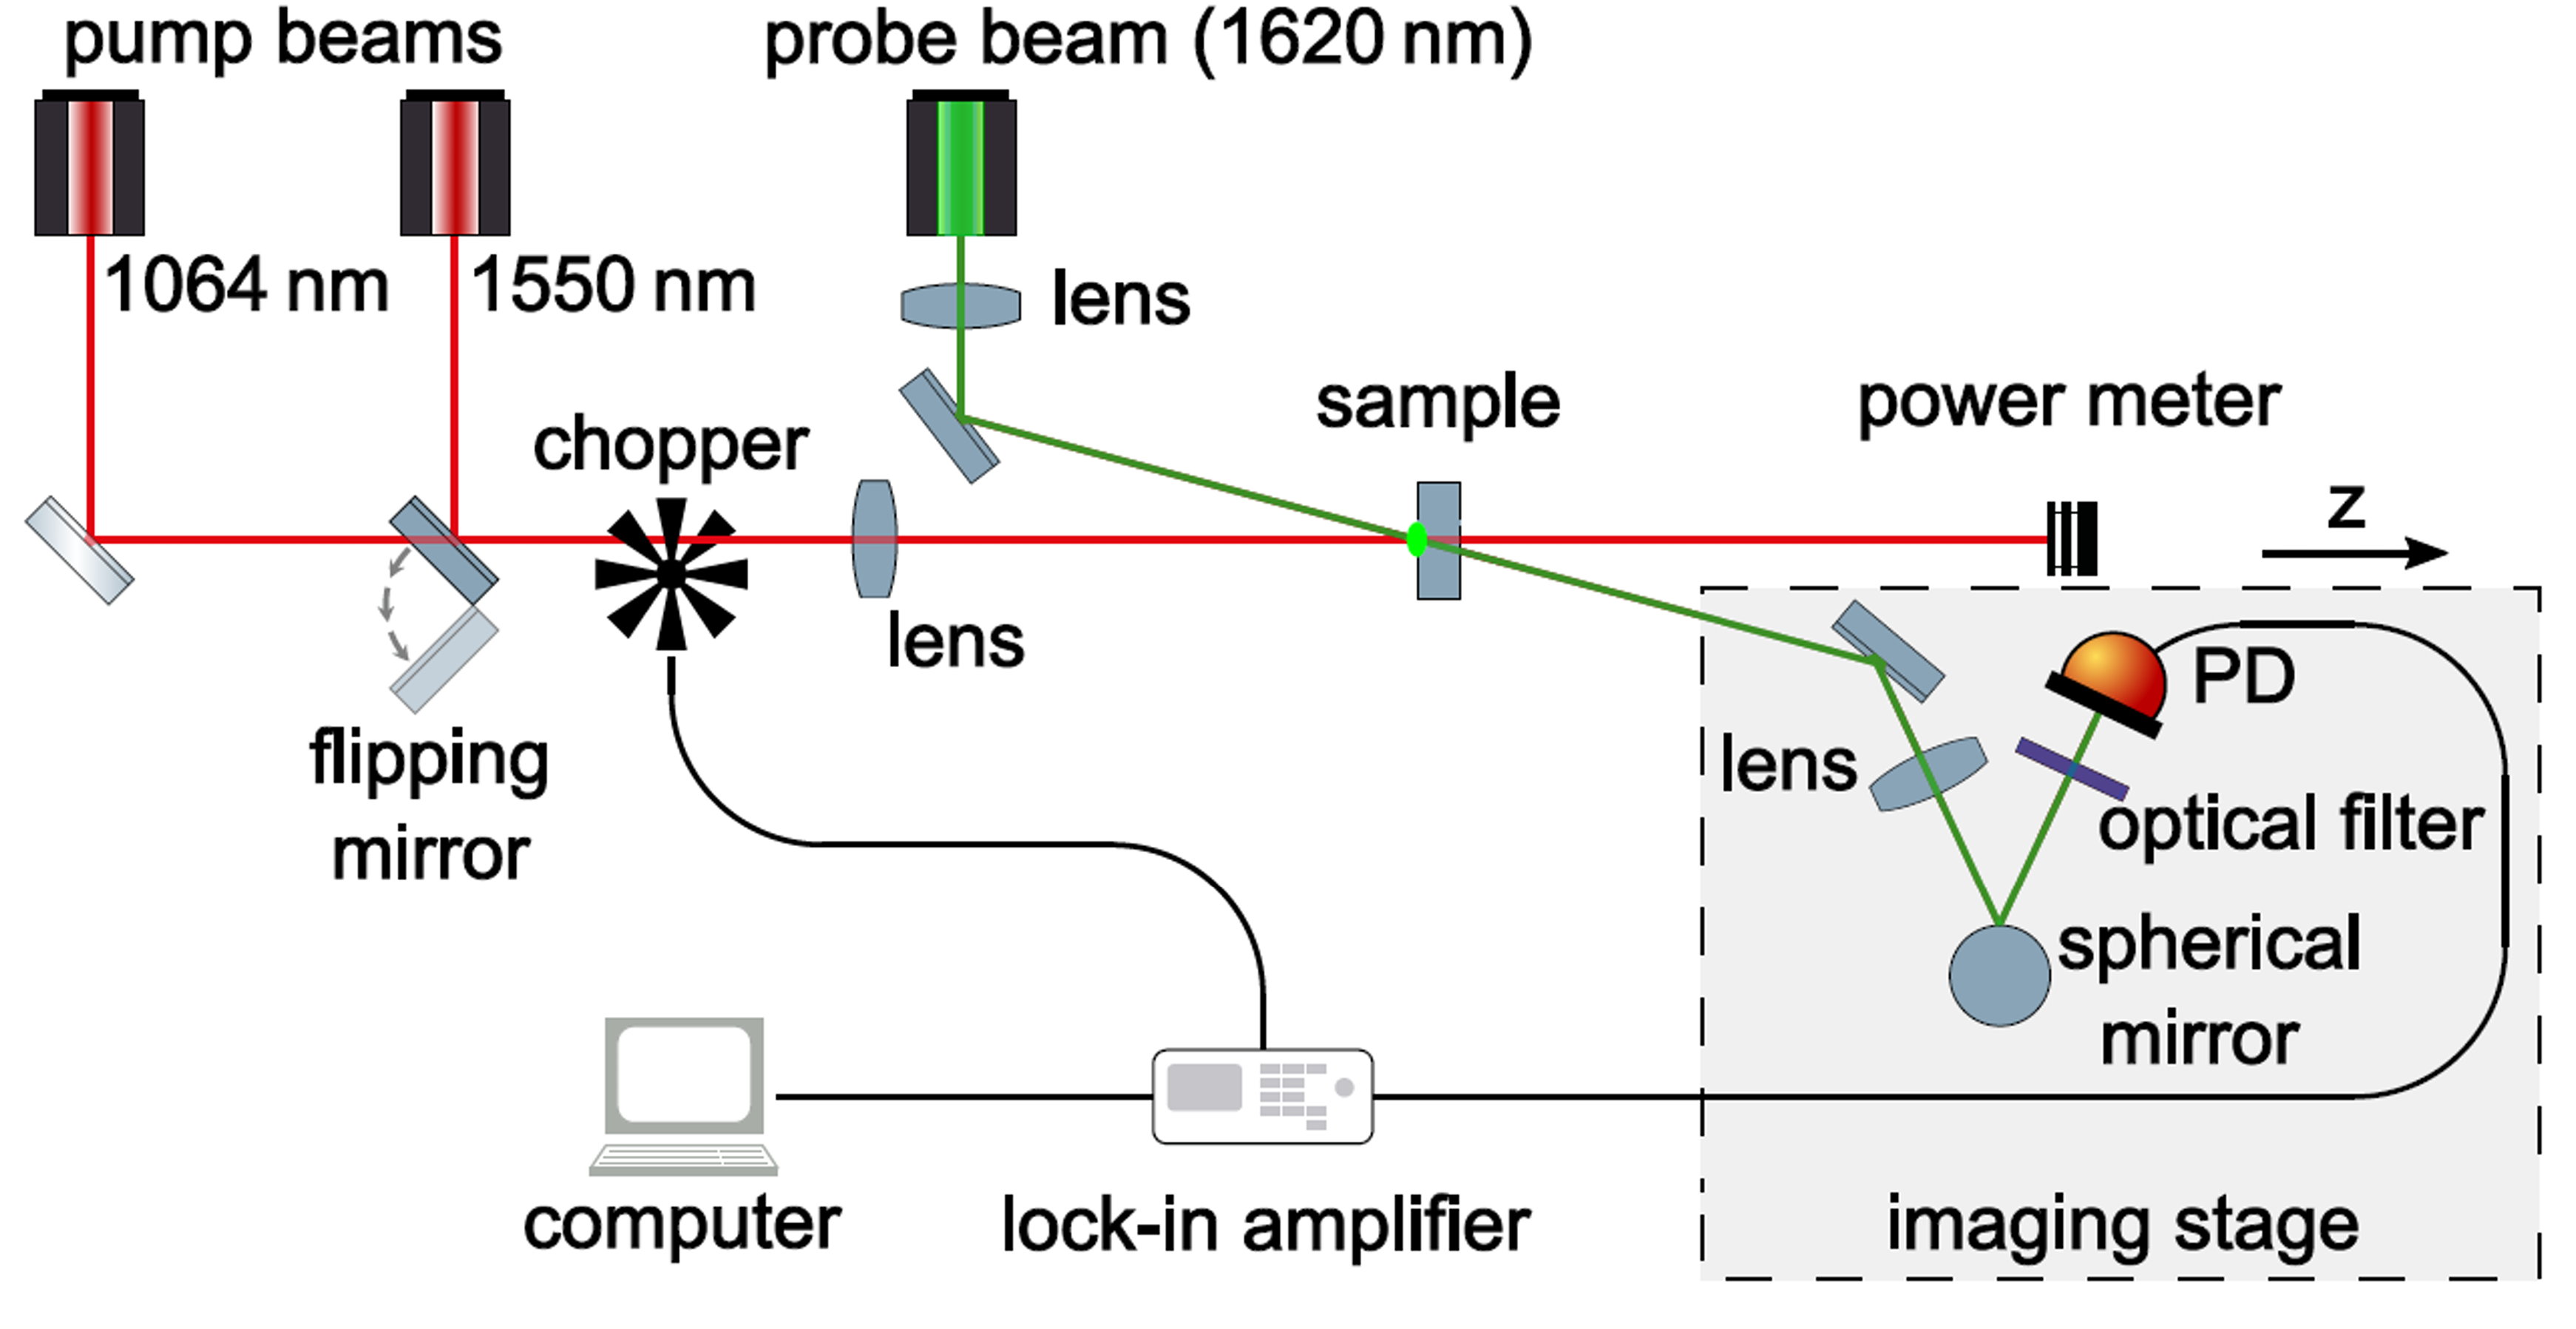 pump beams
probe beam (1620 nm)
1064 nm
1550 nm
lens
chopper
sample
power meter
z
lens
flipping
mirror
PD
lens
optical filter
spherical
mirror
computer
lock-in amplifier
imaging stage